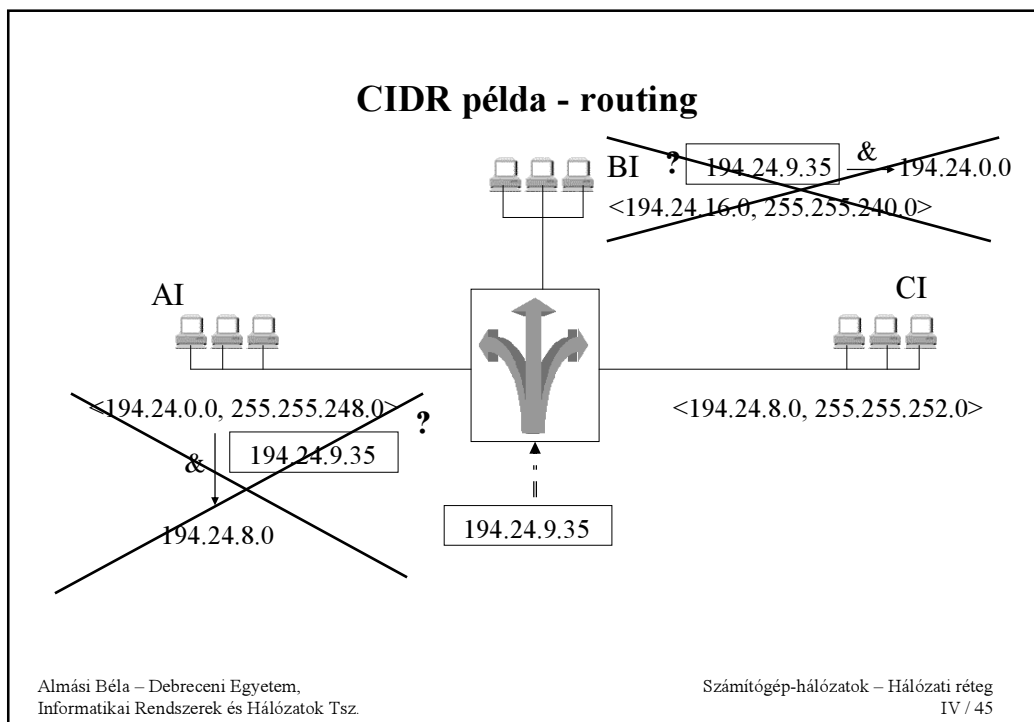 CIDR példa - routing
BI ? 194.24.9.35 & 194.24.0.0
<194.24.16.0, 255.255.240.0>
AI
CI
<194.24.0.0, 255.255.248.0>
?
& 194.24.9.35
194.24.8.0
<194.24.8.0, 255.255.252.0>
194.24.9.35
Almási Béla – Debreceni Egyetem,
Informatikai Rendszerek és Hálózatok Tsz.
Számítógép-hálózatok – Hálózati réteg
IV / 45